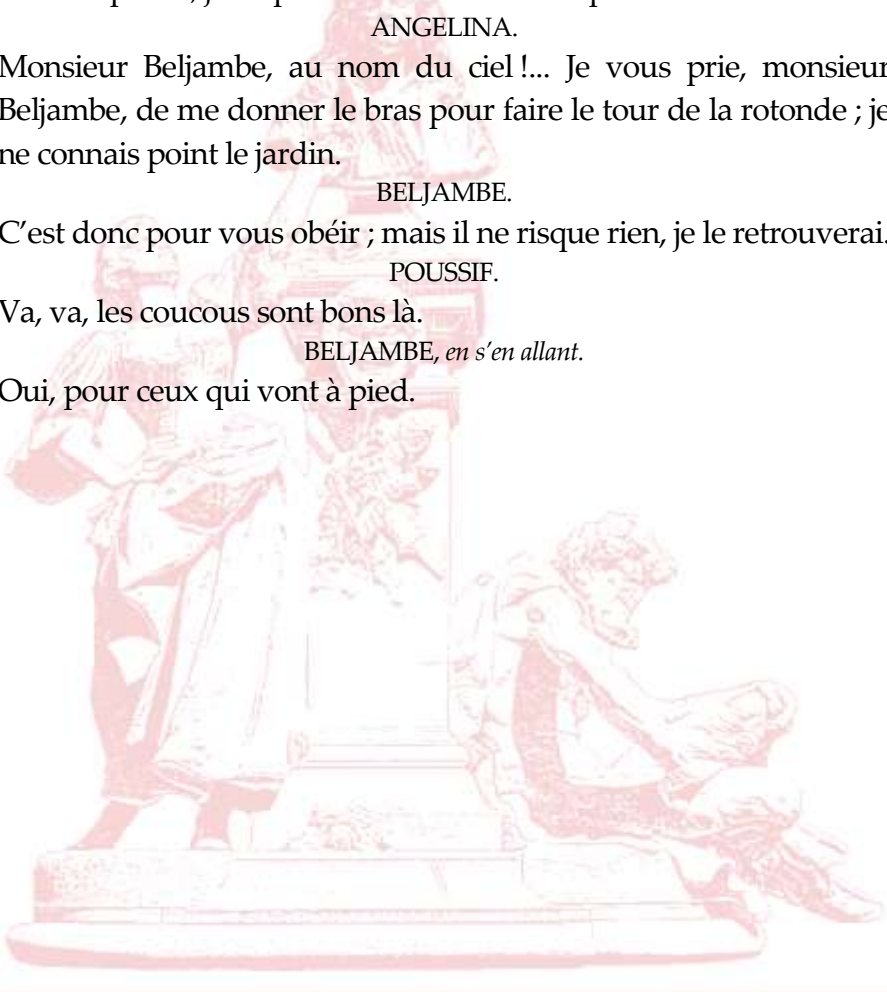 ANGELINA.
Monsieur Beljambe, au nom du ciel !... Je vous prie, monsieur
Beljambe, de me donner le bras pour faire le tour de la rotonde ; je
ne connais point le jardin.
BELJAMBE.
C’est donc pour vous obéir ; mais il ne risque rien, je le retrouverai.
POUSSIF.
Va, va, les coucous sont bons là.
BELJAMBE, en s’en allant.
Oui, pour ceux qui vont à pied.